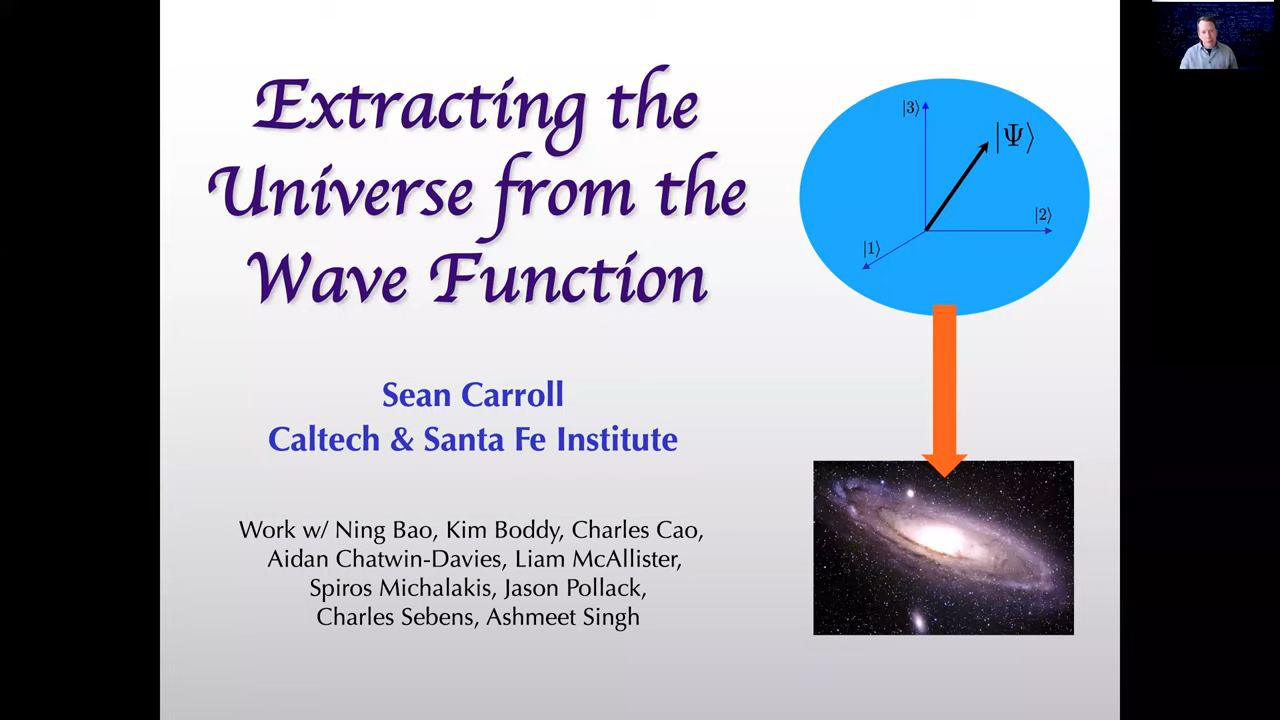 Extracting the
Universe from the
Wave Function
Sean Carroll
Caltech & Santa Fe Institute
Work w/ Ning Bao, Kim Boddy, Charles Cao,
Aidan Chatwin-Davies, Liam McAllister,
Spiros Michalakis, Jason Pollack,
Charles Sebens, Ashmeet Singh
|3⟩
|Ψ⟩
|2⟩
|1⟩